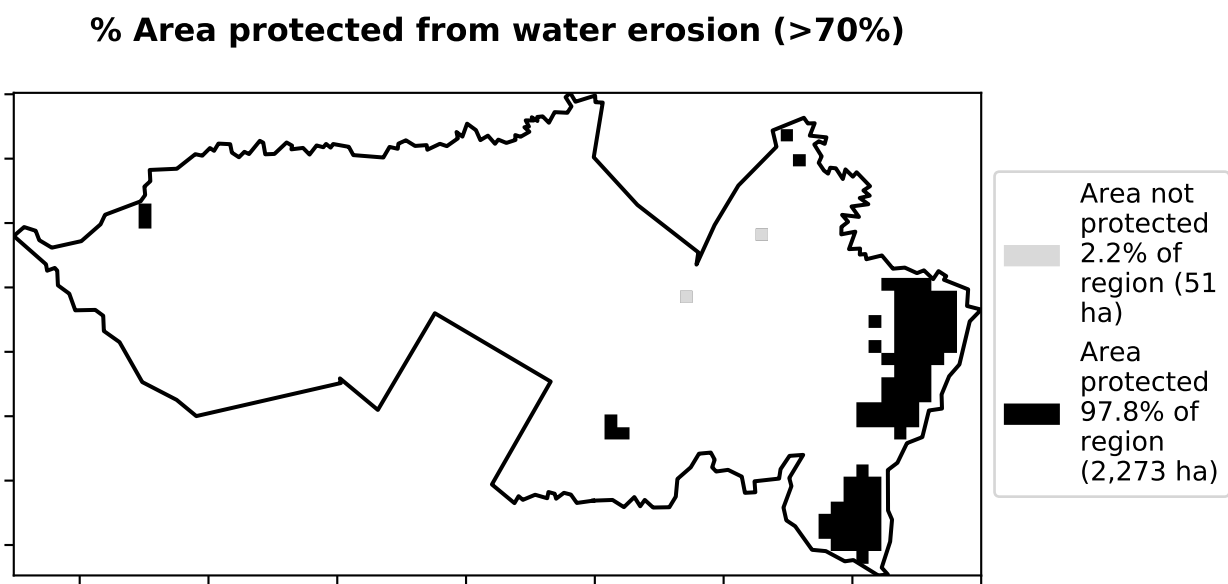 % Area protected from water erosion (>70%)
Area not
protected
2.2% of
region (51
ha)
Area
protected
97.8% of
region
(2,273 ha)